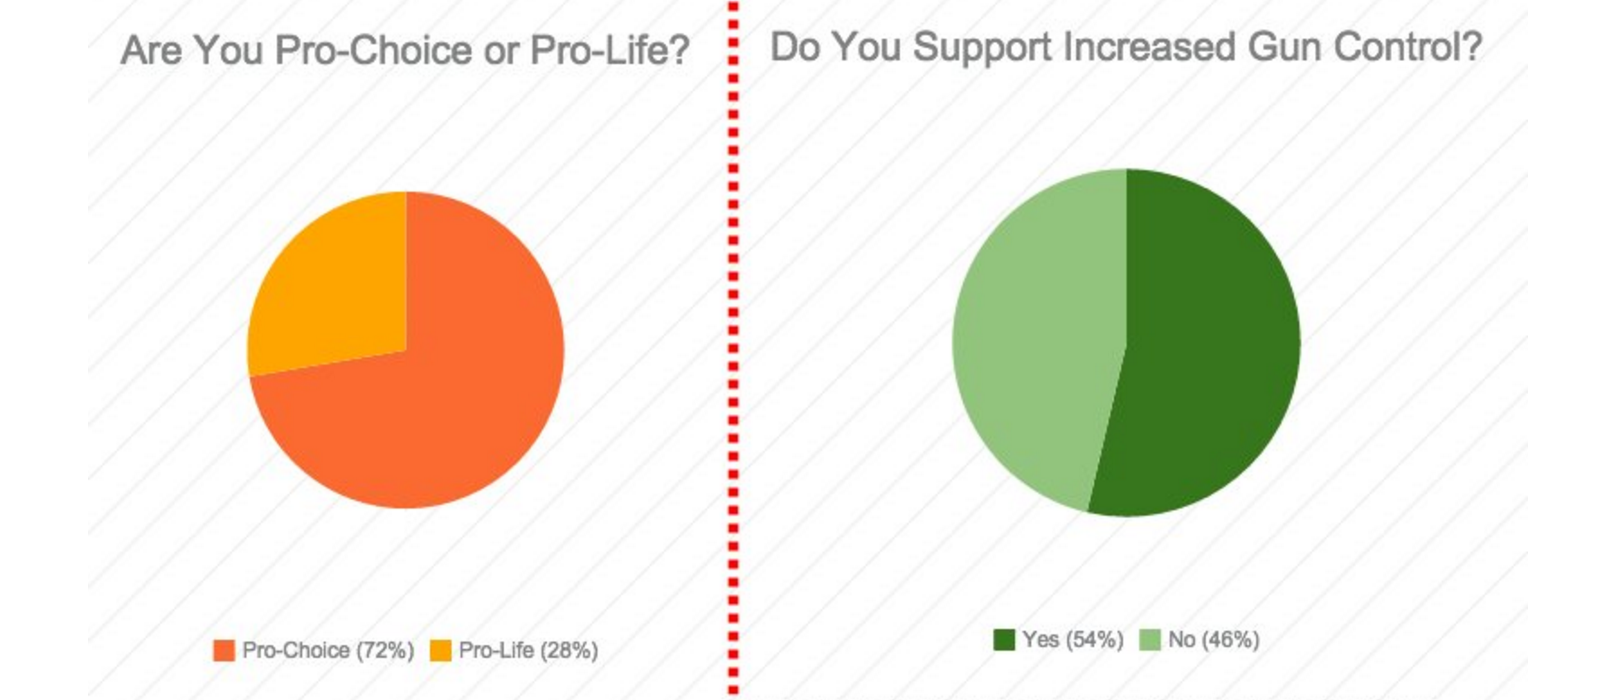 Are You Pro-Choice or Pro-Life?
Pro-Choice (72%) Pro-Life (28%)
Do You Support Increased Gun Control?
Yes (54%) No (46%)